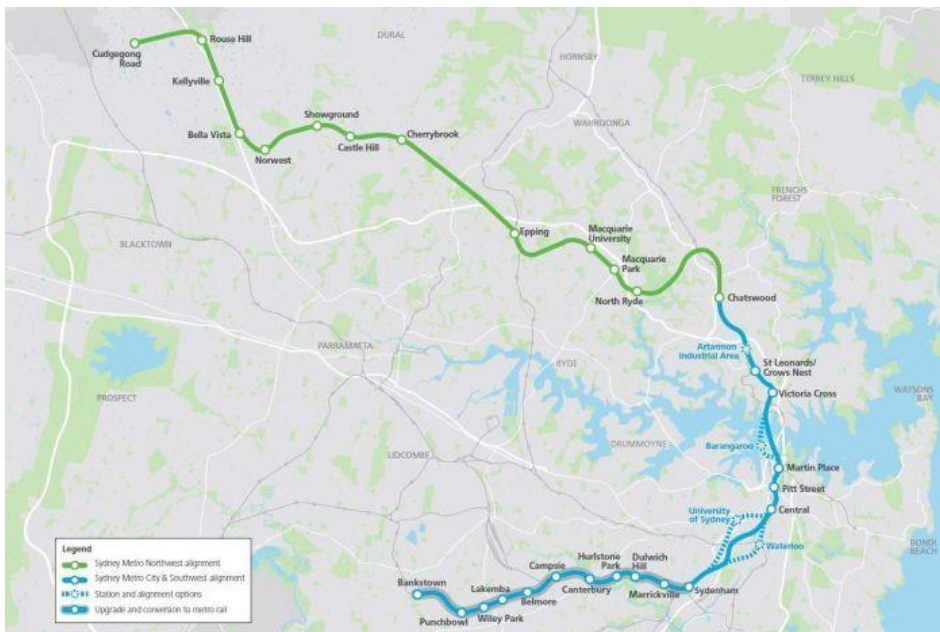 DURAL
Rouse Hill
Cudgegong
Road
HORNSBY
TERREY HILLS
Kellyville
Showground
WAHROONGA
Bella Vista
Castle Hill
Cherrybrook
Norwest
FRENCHS
FOREST
Epping
Macquarie
University
BLACKTOWN
Macquarie
Park
North Ryde
Chatswood
PARRAMATTA
Artarmon
Industrial Area
RYDE
St Leonards/
Crows Nest
WATSONS
BAY
PROSPECT
Victoria Cross
DRUMMOYNE
Barangaroo
LIDCOMBE
Martin Place
Pitt Street
University
of Sydney
Central
BONDI
BEACH
Waterloo
Legend
Sydney Metro Northwest alignment
Sydney Metro City & Southwest alignment
Station and alignment options
Upgrade and conversion to metro rail
Bankstown
Punchbowl
Lakemba
Wiley Park
Campsie
Belmore
Hurlstone
Park
Canterbury
Dulwich
Hill
Marrickville
Sydenham